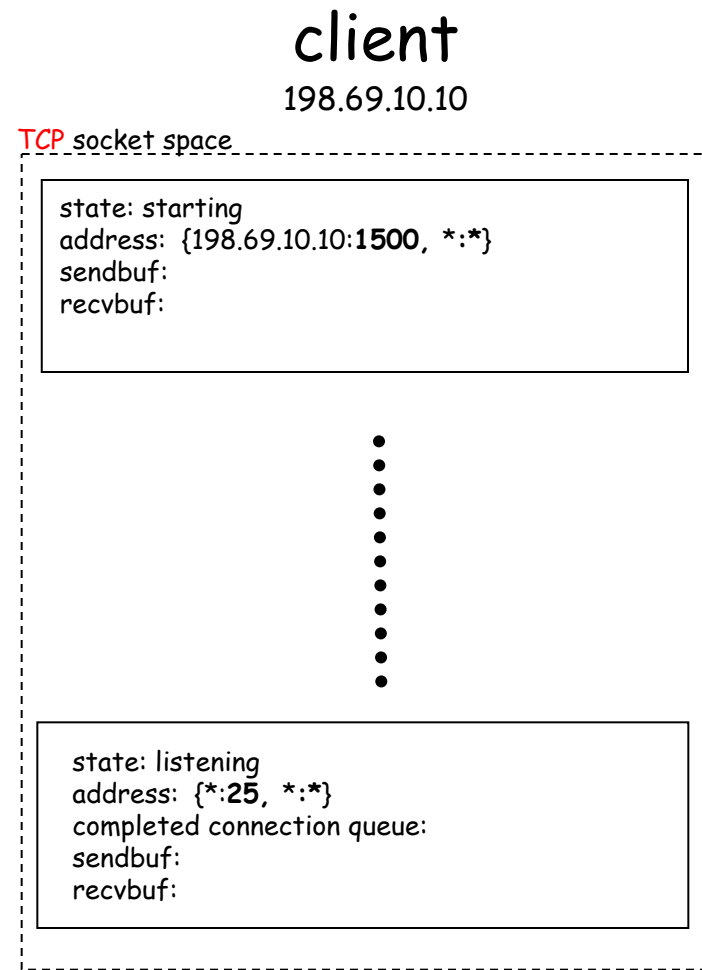 client
198.69.10.10
TCP socket space
state: starting
address: {198.69.10.10:1500, *:*}
sendbuf:
recvbuf:
state: listening
address: {*:25, *:*}
completed connection queue:
sendbuf:
recvbuf: